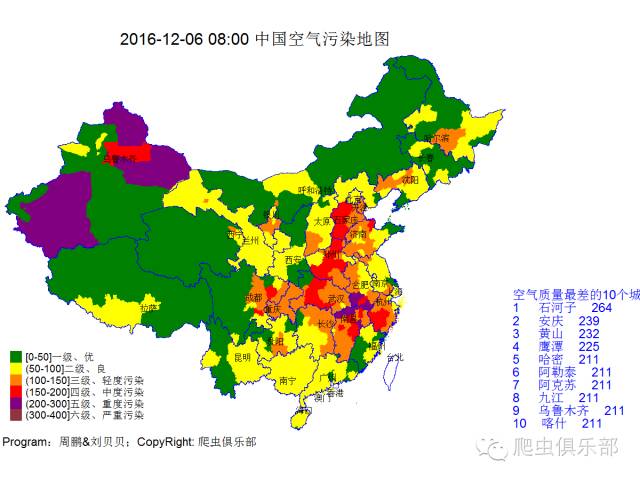 2016-12-06 08:00 中国空气污染地图
哈尔滨
长春
乌鲁木齐
沈阳
呼和浩特
北京
天津
银川
石家庄
太原
济南
西宁
兰州
郑州
西安
合肥
南京
上海
拉萨
成都
武汉
杭州
重庆
南昌
长沙
贵阳
福州
昆明
台北
南宁
广州
香港
澳门
海口
空气质量最差的10个城
1 石河子 264
2 安庆 239
3 黄山 232
4 鹰潭 225
5 哈密 211
6 阿勒泰 211
7 阿克苏 211
8 九江 211
9 乌鲁木齐 211
10 喀什 211
[0-50]一级、优
(50-100]二级、良
(100-150]三级、轻度污染
(150-200]四级、中度污染
(200-300]五级、重度污染
(300-400]六级、严重污染
Program：周鹏&刘贝贝；CopyRight: 爬虫俱乐部
爬虫俱乐部